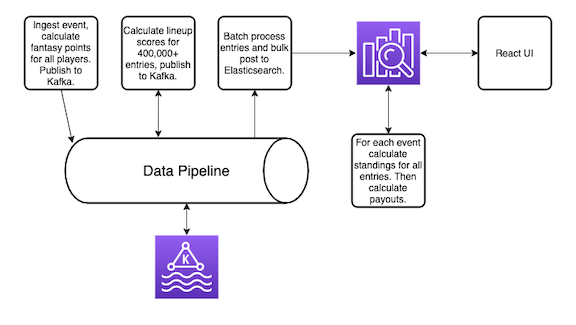 Ingest event,
calculate
fantasy points
for all players.
Publish to
Kafka.
Calculate lineup
scores for
400,000+
entries, publish
to Kafka.
Batch process
entries and bulk
post to
Elasticsearch.
React UI
Data Pipeline
For each event
calculate
standings for all
entries. Then
calculate
payouts.
K